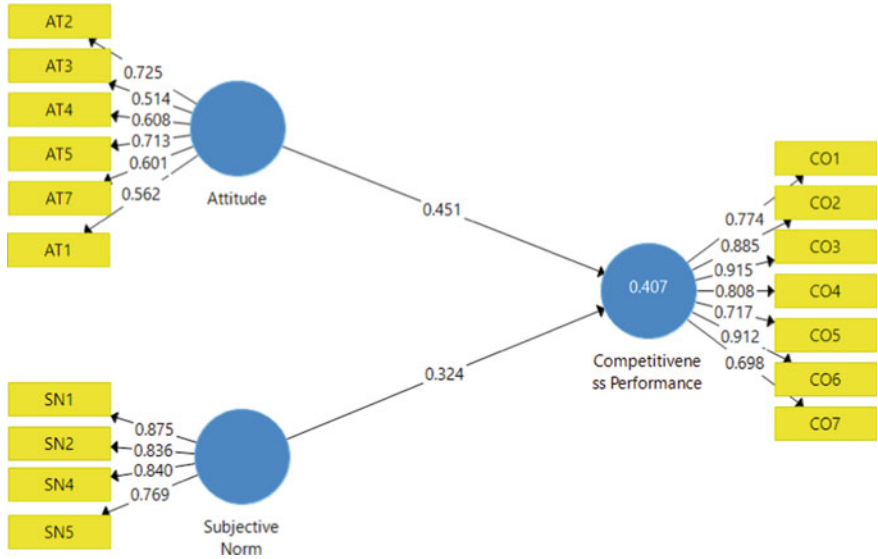 AT2
AT3
AT4
AT5
AT7
AT1
0.725
0.514
0.608
0.713
0.601
0.562
Attitude
0.451
SN1
SN2
SN4
SN5
0.875
0.836
0.840
0.769
Subjective
Norm
0.324
0.407
Competitivene
ss Performance
0.774
0.885
0.915
0.808
0.717
0.912
0.698
CO1
CO2
CO3
CO4
CO5
CO6
CO7